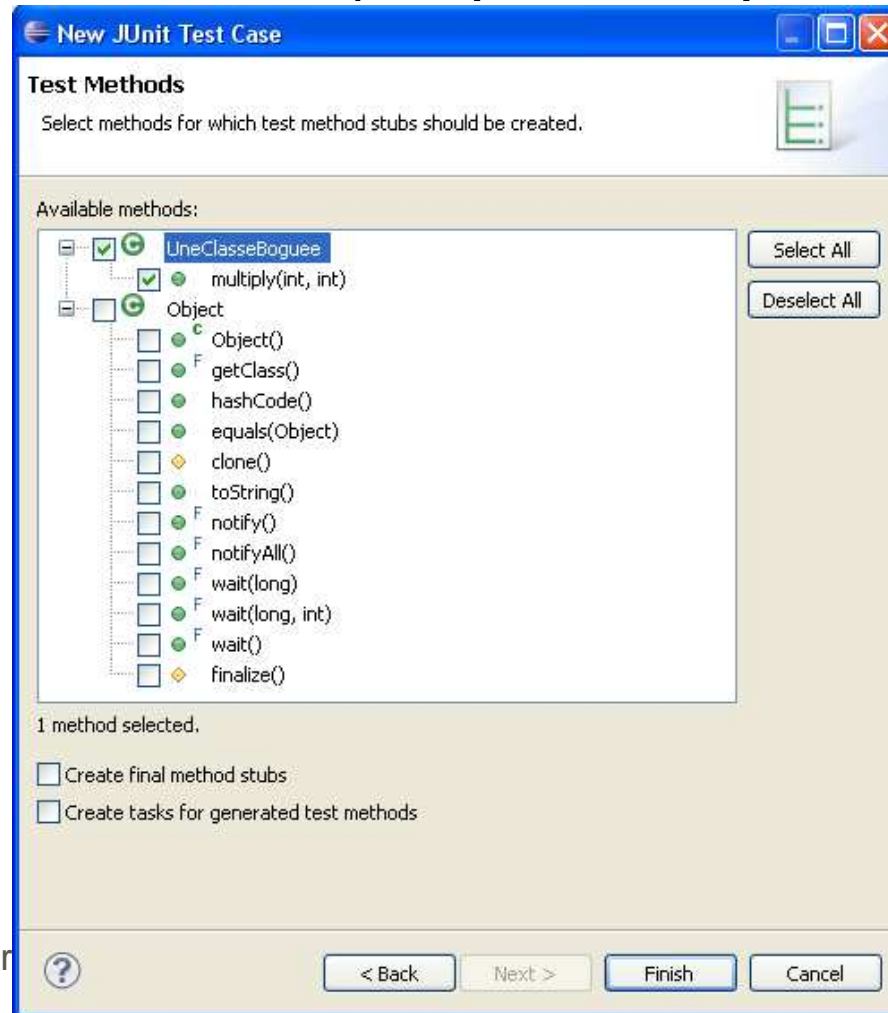 New JUnit Test Case
Test Methods
Select methods for which test method stubs should be created.
Available methods:
UneClasseBoguee
multiply(int, int)
Object
C Object()
F getClass()
hashCode()
equals(Object)
clone()
toString()
F notify()
F notifyAll()
F wait(long)
F wait(long, int)
F wait()
finalize()
Select All
Deselect All
1 method selected.
Create final method stubs
Create tasks for generated test methods
r
? < Back Next > Finish Cancel